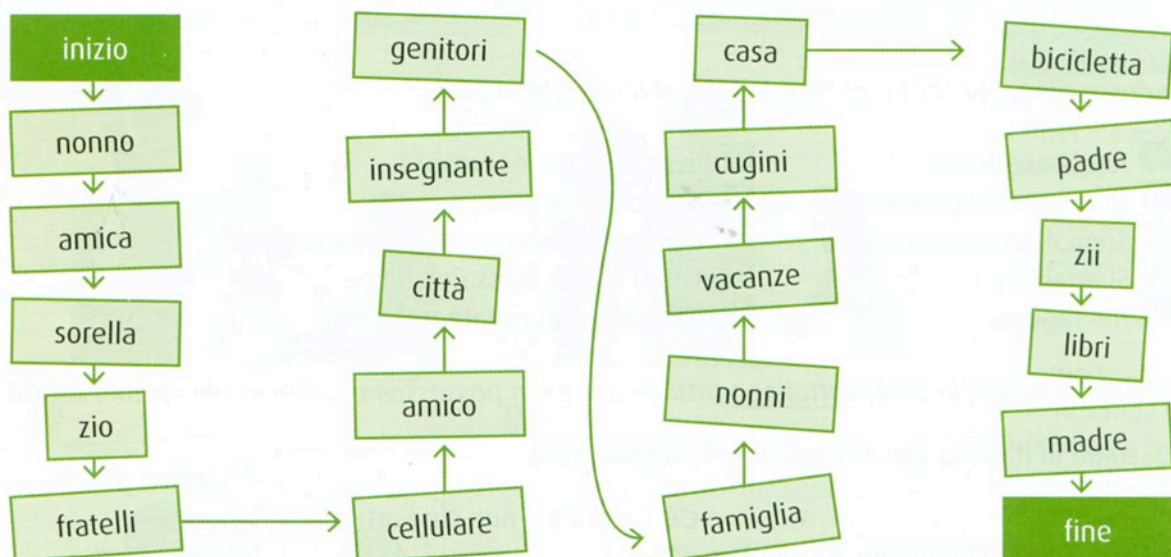 inizio
nonno
amica
sorella
zio
fratelli
cellulare
amico
città
insegnante
genitori
famiglia
nonni
vacanze
cugini
casa
bicicletta
padre
zii
libri
madre
fine